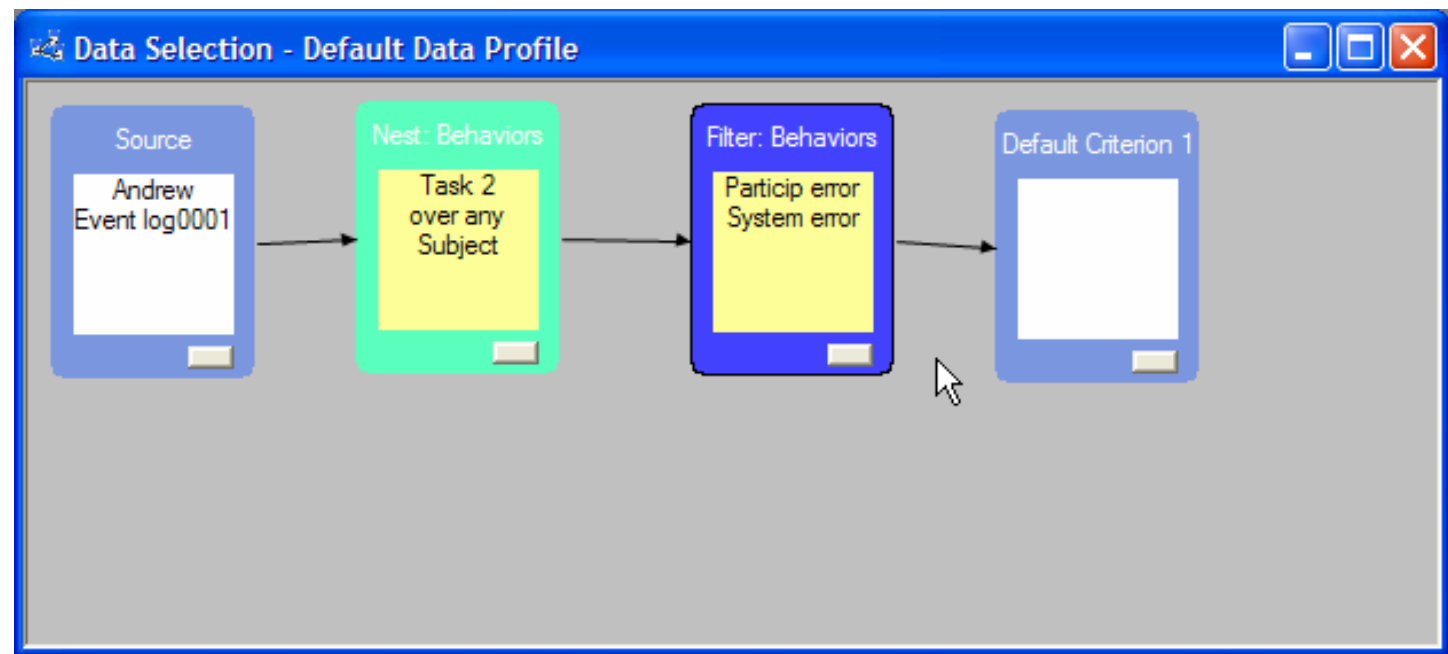 Data Selection - Default Data Profile
Source
Andrew
Event log0001
Nest: Behaviors
Task 2
over any
Subject
Filter: Behaviors
Particip error
System error
Default Criterion 1